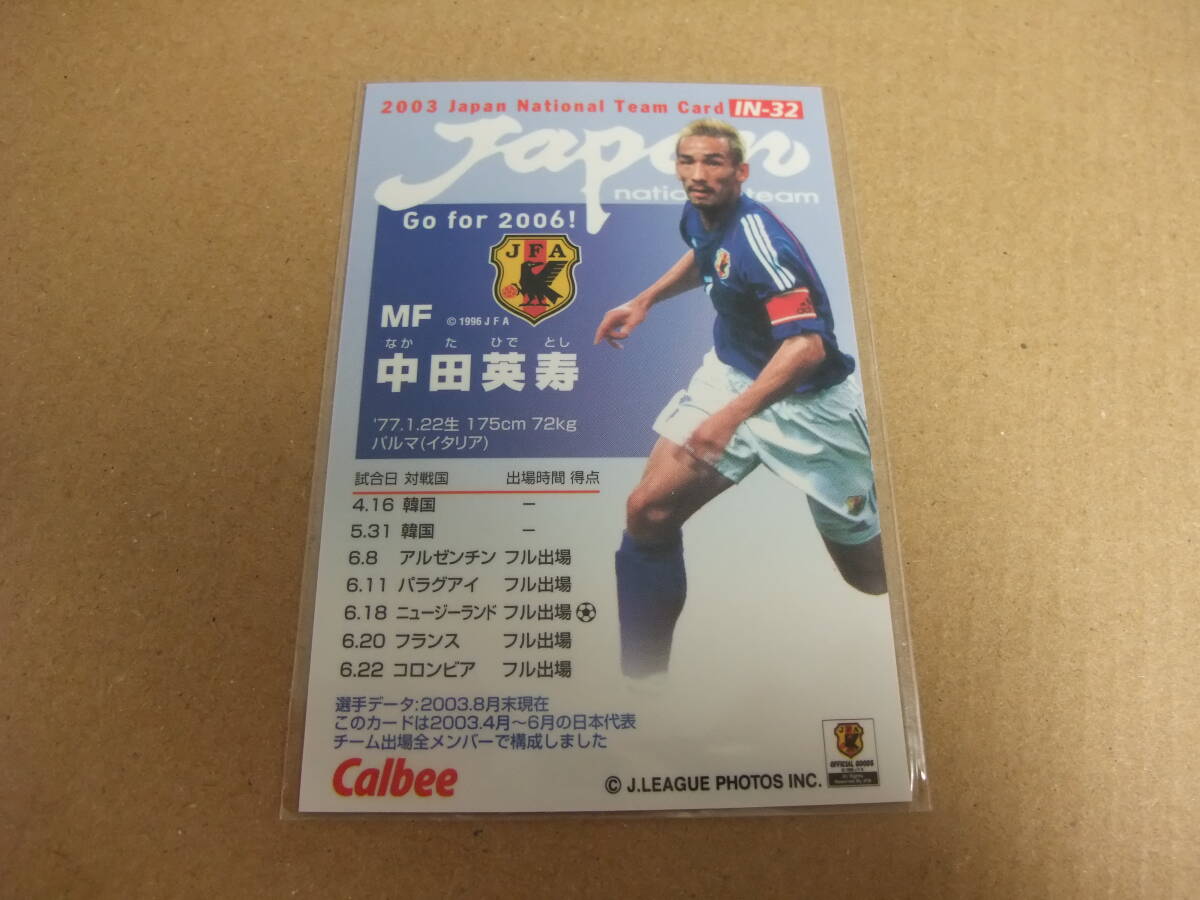 2003 Japan National Team Card IN-32
Japan
national team
Go for 2006!
JFA
MF ©1996 JFA
なか た ひで とし
中田英寿
'77.1.22生 175cm 72kg
パルマ(イタリア)
試合日 対戦国 出場時間 得点
4.16 韓国 −
5.31 韓国 −
6.8 アルゼンチン フル出場
6.11 パラグアイ フル出場
6.18 ニュージーランド フル出場 ⚽
6.20 フランス フル出場
6.22 コロンビア フル出場
選手データ:2003.8月末現在
このカードは2003.4月〜6月の日本代表
チーム出場全メンバーで構成しました
Calbee
© J.LEAGUE PHOTOS INC.
OFFICIAL GOODS